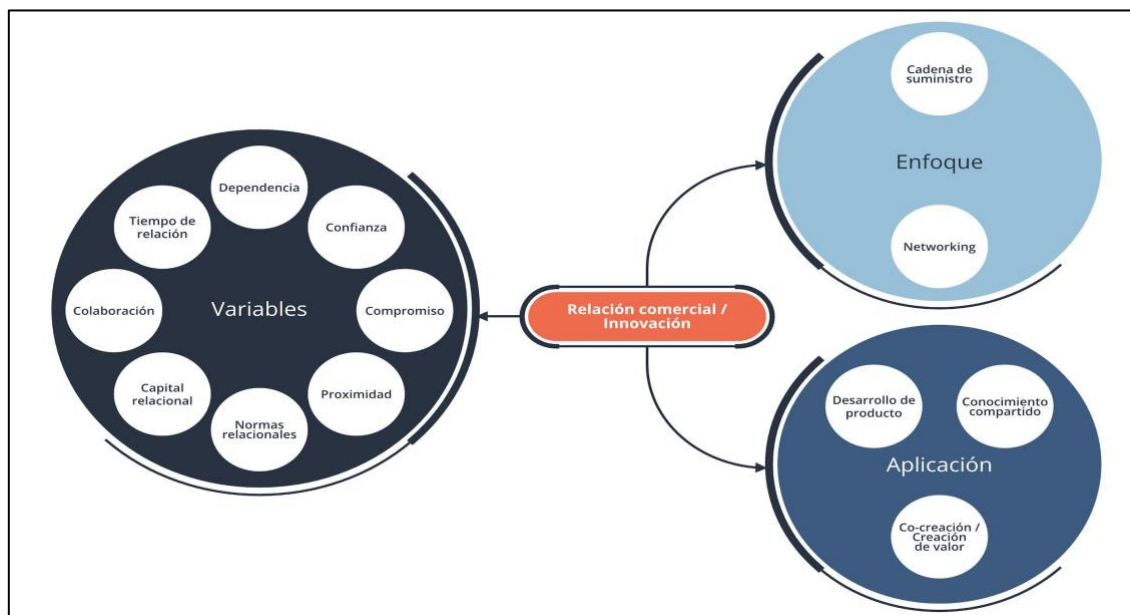 Dependencia
Confianza
Compromiso
Proximidad
Normas
relacionales
Capital
relacional
Colaboración
Tiempo de
relación
Variables
Relación comercial /
Innovación
Cadena de
suministro
Enfoque
Networking
Desarrollo de
producto
Conocimiento
compartido
Aplicación
Co-creación /
Creación
de valor